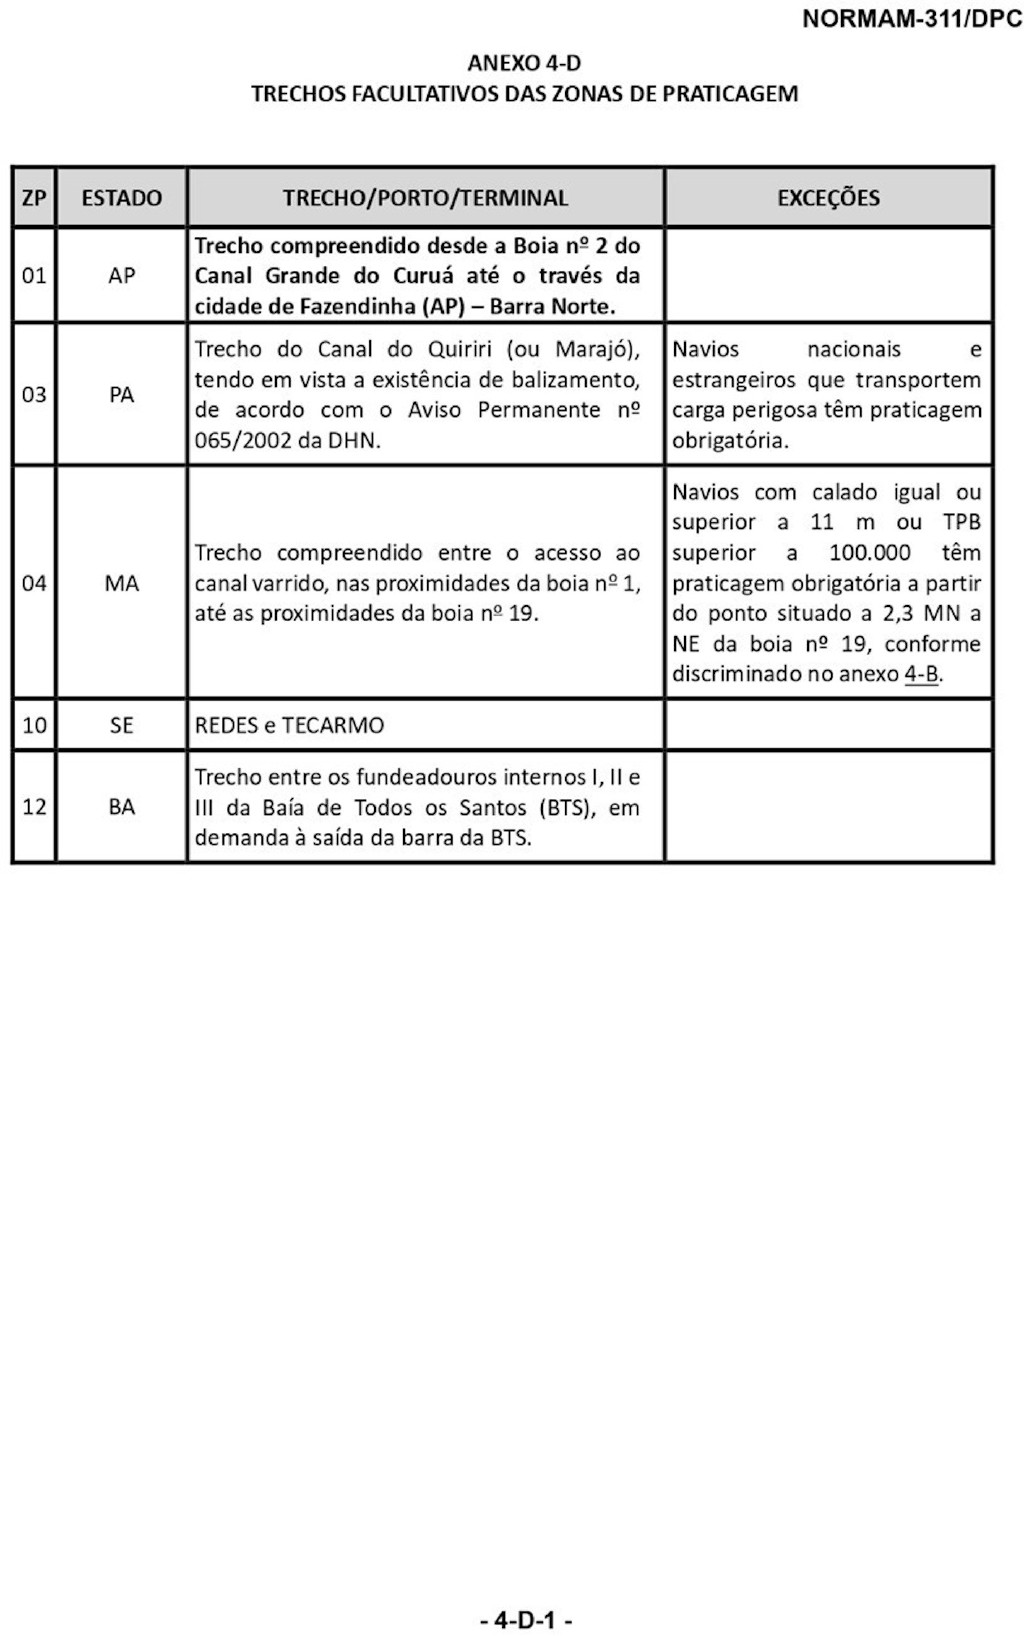 NORMAM-311/DPC
ANEXO 4-D
TRECHOS FACULTATIVOS DAS ZONAS DE PRATICAGEM
ZP ESTADO TRECHO/PORTO/TERMINAL EXCEÇÕES
01 AP
Trecho compreendido desde a Boia nº 2 do
Canal Grande do Curuá até o través da
cidade de Fazendinha (AP) – Barra Norte.
03 PA
Trecho do Canal do Quiriri (ou Marajó),
tendo em vista a existência de balizamento,
de acordo com o Aviso Permanente nº
065/2002 da DHN.
Navios nacionais e
estrangeiros que transportem
carga perigosa têm praticagem
obrigatória.
04 MA
Trecho compreendido entre o acesso ao
canal varrido, nas proximidades da boia nº 1,
até as proximidades da boia nº 19.
Navios com calado igual ou
superior a 11 m ou TPB
superior a 100.000 têm
praticagem obrigatória a partir
do ponto situado a 2,3 MN a
NE da boia nº 19, conforme
discriminado no anexo 4-B.
10 SE REDES e TECARMO
12 BA
Trecho entre os fundeadouros internos I, II e
III da Baía de Todos os Santos (BTS), em
demanda à saída da barra da BTS.
- 4-D-1 -